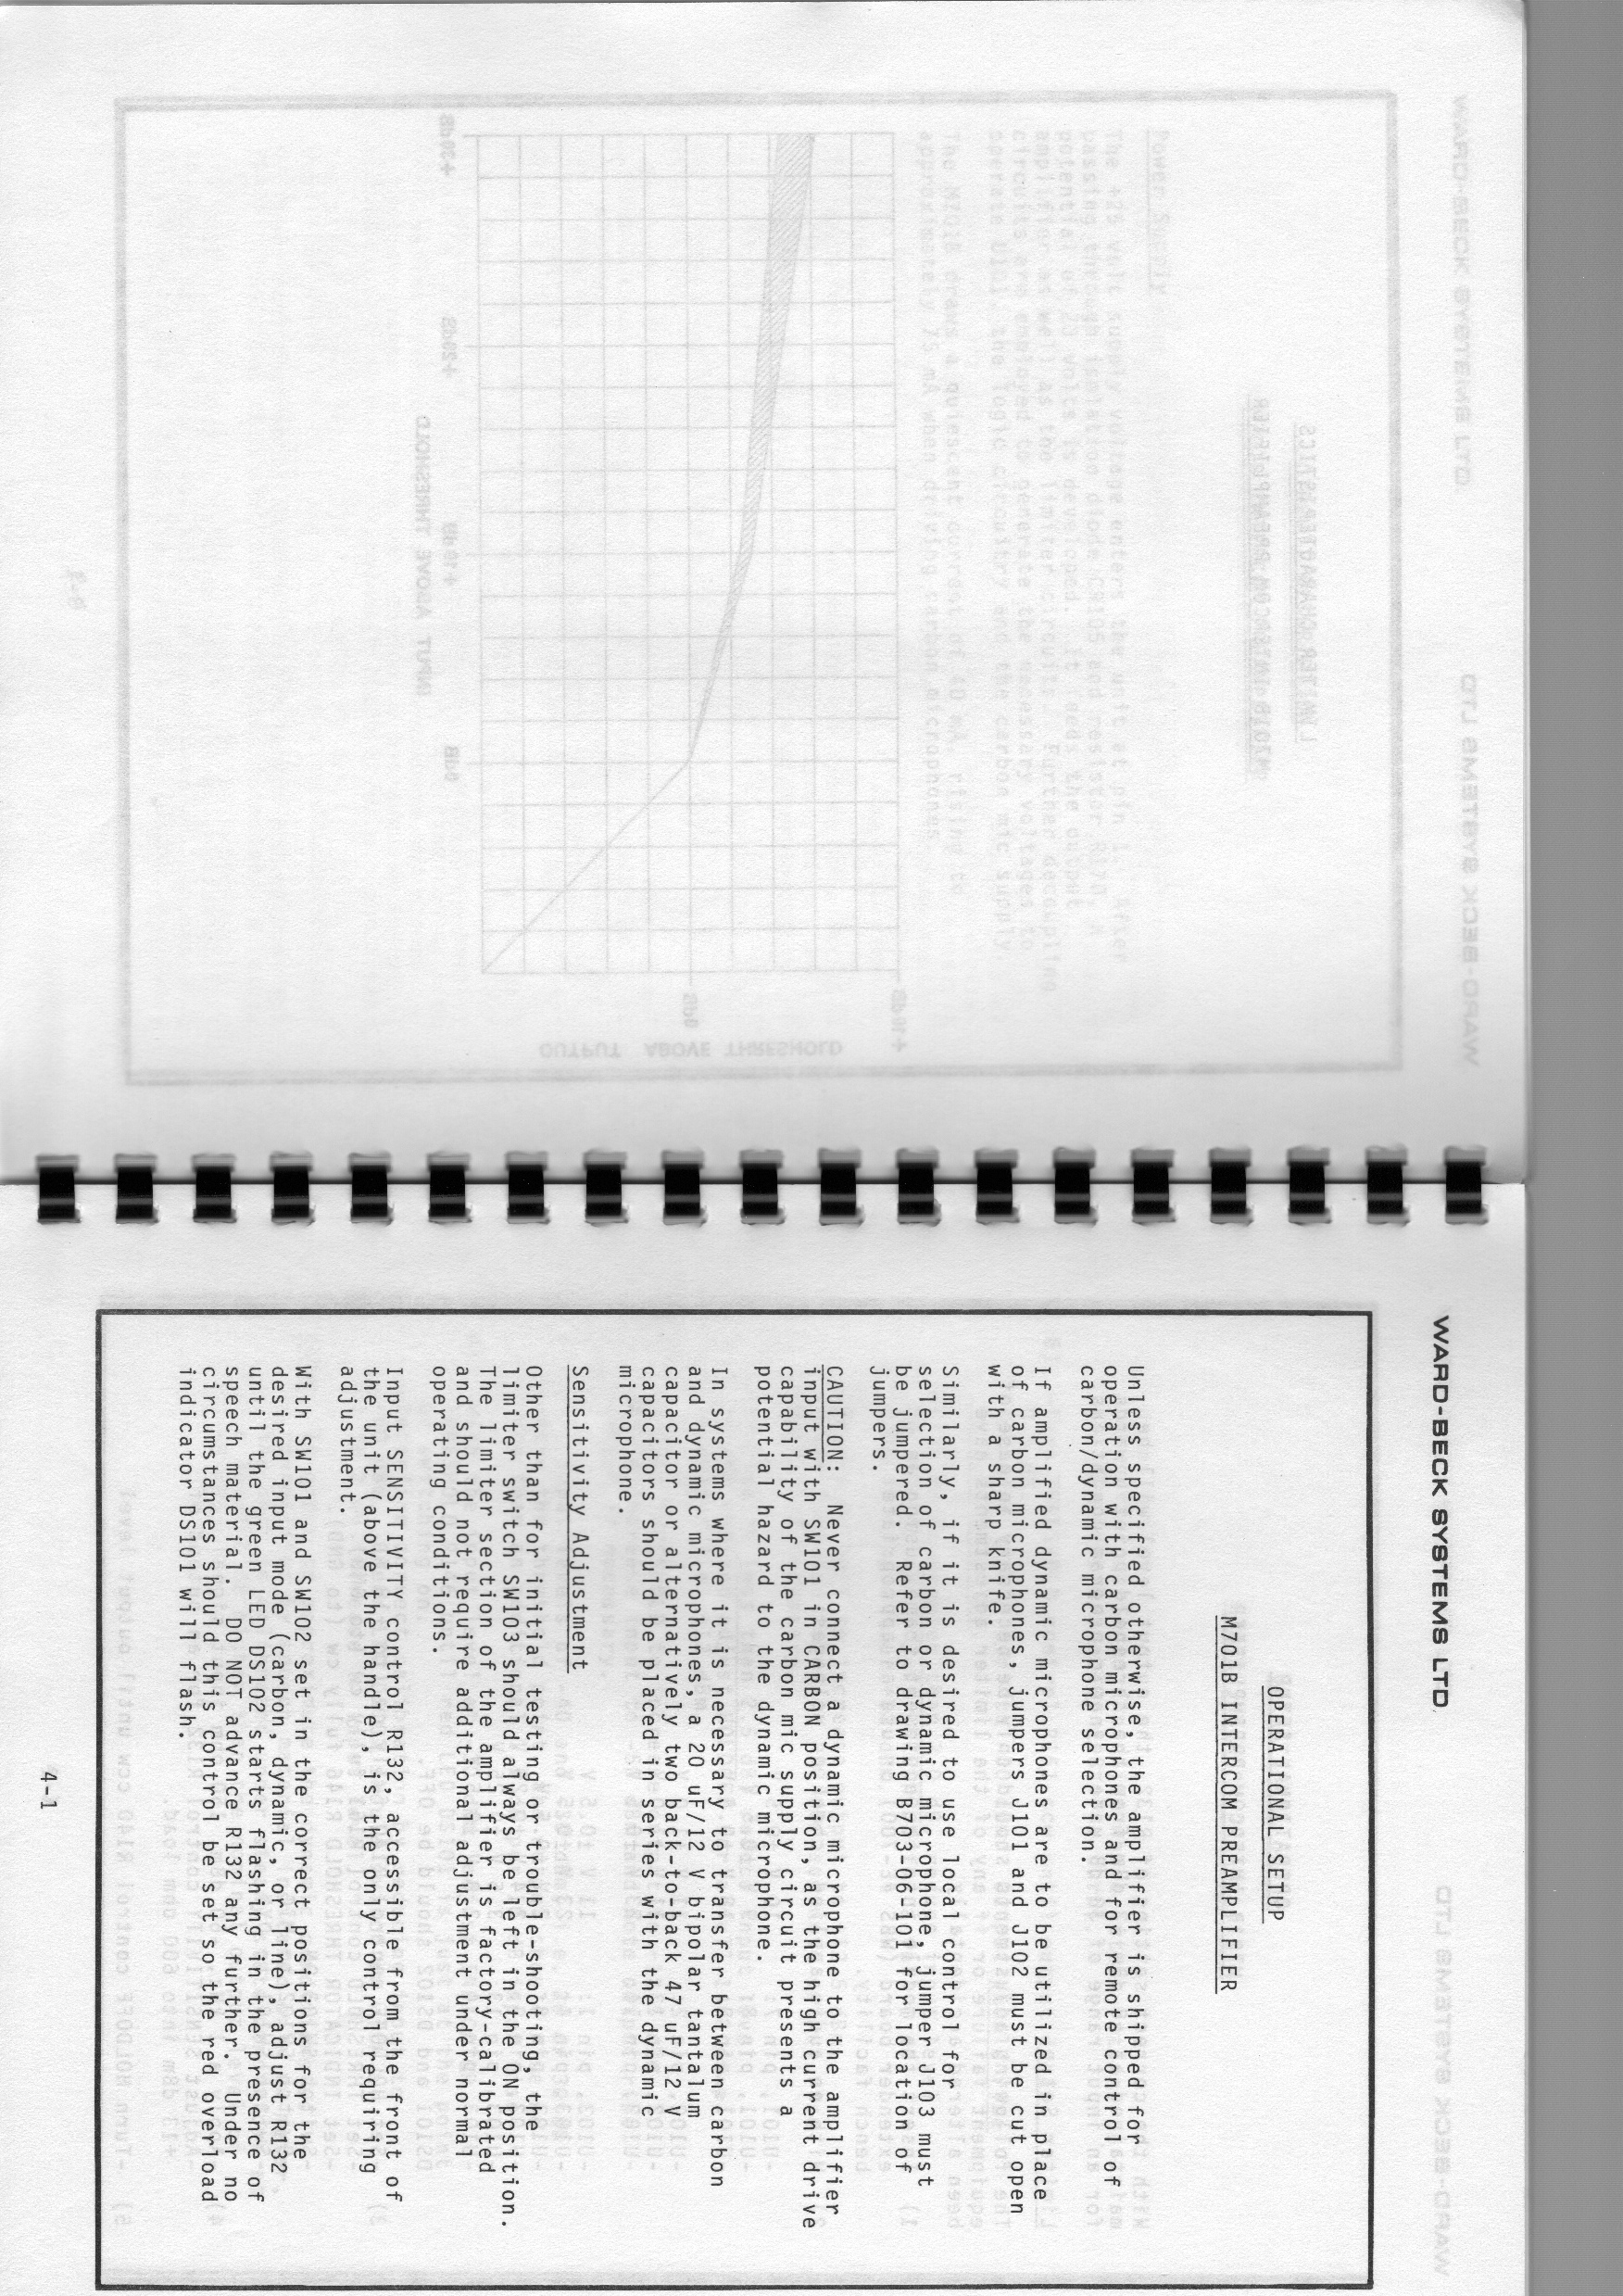 WARD-BECK SYSTEMS LTD.
OPERATIONAL SETUP
M701B INTERCOM PREAMPLIFIER
Unless specified otherwise, the amplifier is shipped for
operation with carbon microphones and for remote control of
carbon/dynamic microphone selection.
If amplified dynamic microphones are to be utilized in place
of carbon microphones, jumpers J101 and J102 must be cut open
with a sharp knife.
Similarly, if it is desired to use local control for
selection of carbon or dynamic microphone, jumper J103 must
be jumpered.  Refer to drawing B703-06-101 for location of
jumpers.
CAUTION:  Never connect a dynamic microphone to the amplifier
input with SW101 in CARBON position, as the high current drive
capability of the carbon mic supply circuit presents a
potential hazard to the dynamic microphone.
In systems where it is necessary to transfer between carbon
and dynamic microphones, a 20 uF/12 V bipolar tantalum
capacitor or alternatively two back-to-back 47 uF/12 V
capacitors should be placed in series with the dynamic
microphone.
Sensitivity Adjustment
Other than for initial testing or trouble-shooting, the
limiter switch SW103 should always be left in the ON position.
The limiter section of the amplifier is factory-calibrated
and should not require additional adjustment under normal
operating conditions.
Input SENSITIVITY control R132, accessible from the front of
the unit (above the handle), is the only control requiring
adjustment.
With SW101 and SW102 set in the correct positions for the
desired input mode (carbon, dynamic, or line), adjust R132
until the green LED DS102 starts flashing in the presence of
speech material.  DO NOT advance R132 any further.  Under no
circumstances should this control be set so the red overload
indicator DS101 will flash.
4-1